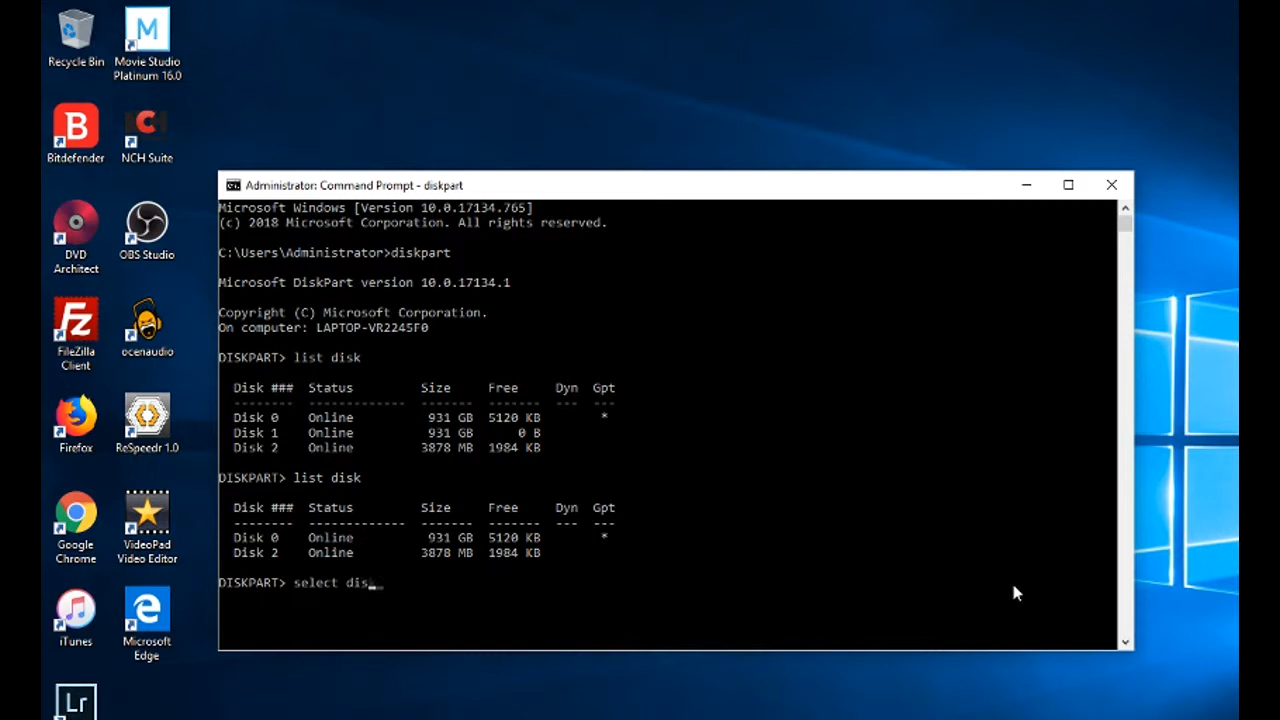 Recycle Bin
Movie Studio
Platinum 16.0
Bitdefender
NCH Suite
DVD
Architect
OBS Studio
FileZilla
Client
ocenaudio
Firefox
ReSpeedr 1.0
Google
Chrome
VideoPad
Video Editor
iTunes
Microsoft
Edge
M
B
Fz
Lr
Administrator: Command Prompt - diskpart
Microsoft Windows [Version 10.0.17134.765]
(c) 2018 Microsoft Corporation. All rights reserved.
C:\Users\Administrator>diskpart
Microsoft DiskPart version 10.0.17134.1
Copyright (C) Microsoft Corporation.
On computer: LAPTOP-VR2245F0
DISKPART> list disk
Disk ### Status Size Free Dyn Gpt
-------- ------------- ------- ------- --- ---
Disk 0 Online 931 GB 5120 KB *
Disk 1 Online 931 GB 0 B
Disk 2 Online 3878 MB 1984 KB
DISKPART> list disk
Disk ### Status Size Free Dyn Gpt
-------- ------------- ------- ------- --- ---
Disk 0 Online 931 GB 5120 KB *
Disk 2 Online 3878 MB 1984 KB
DISKPART> select dis